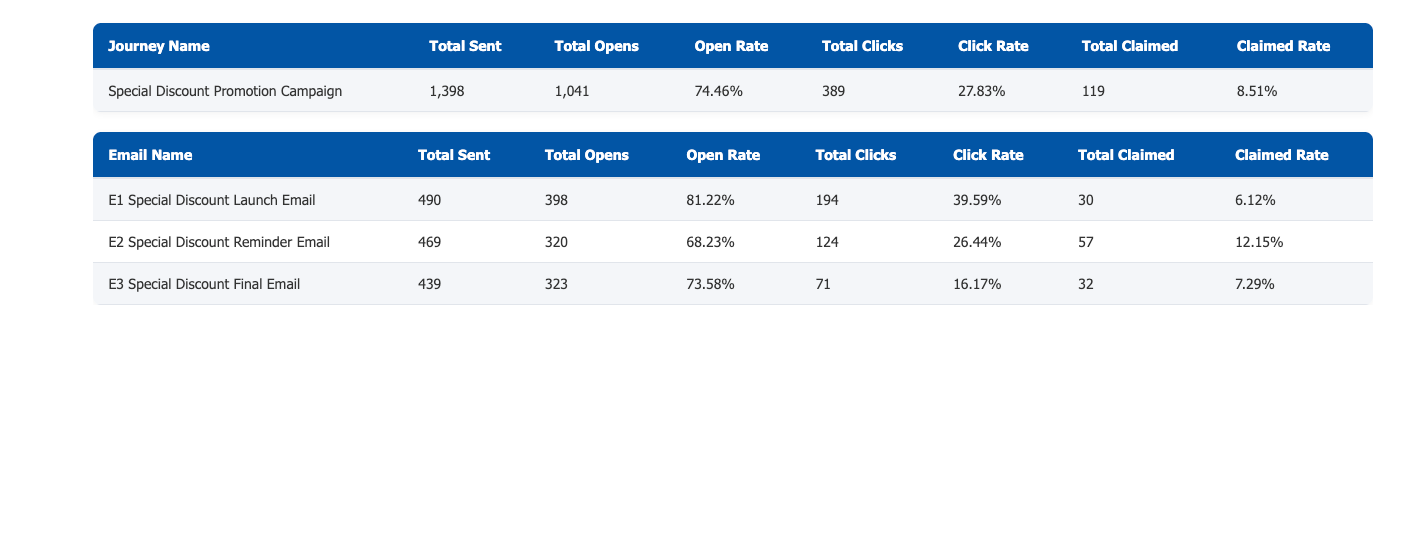 Journey Name Total Sent Total Opens Open Rate Total Clicks Click Rate Total Claimed Claimed Rate
Special Discount Promotion Campaign 1,398 1,041 74.46% 389 27.83% 119 8.51%
Email Name Total Sent Total Opens Open Rate Total Clicks Click Rate Total Claimed Claimed Rate
E1 Special Discount Launch Email 490 398 81.22% 194 39.59% 30 6.12%
E2 Special Discount Reminder Email 469 320 68.23% 124 26.44% 57 12.15%
E3 Special Discount Final Email 439 323 73.58% 71 16.17% 32 7.29%